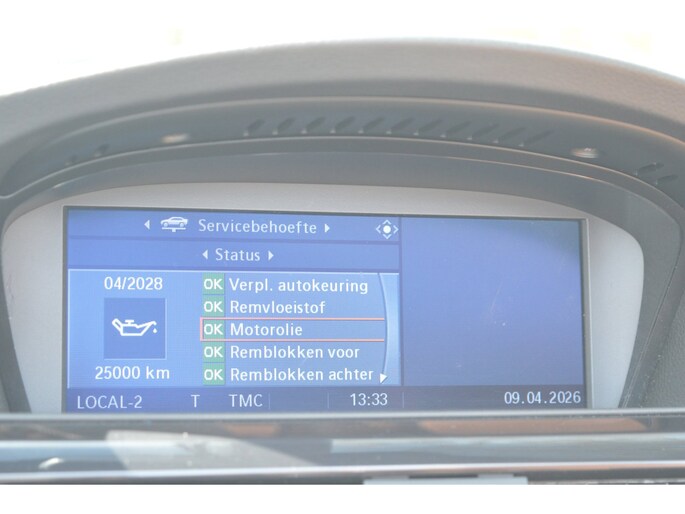 Servicebehoefte
Status
04/2028
25000 km
OK Verpl. autokeuring
OK Remvloeistof
OK Motorolie
OK Remblokken voor
OK Remblokken achter
LOCAL-2 T TMC 13:33 09.04.2026